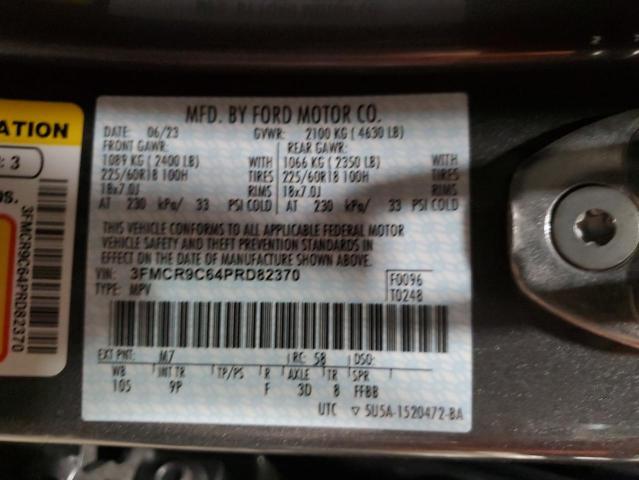 MFD. BY FORD MOTOR CO.
DATE: 06/23 GVWR: 2100 KG ( 4630 LB)
FRONT GAWR: REAR GAWR:
1089 KG ( 2400 LB) WITH 1066 KG ( 2350 LB) WITH
225/60R18 100H TIRES 225/60R18 100H TIRES
18x7.0J RIMS 18x7.0J RIMS
AT 230 kPa/ 33 PSI COLD AT 230 kPa/ 33 PSI COLD
THIS VEHICLE CONFORMS TO ALL APPLICABLE FEDERAL MOTOR
VEHICLE SAFETY AND THEFT PREVENTION STANDARDS IN
EFFECT ON THE DATE OF MANUFACTURE SHOWN ABOVE.
VIN: 3FMCR9C64PRD82370 F0096
TYPE: MPV T0248
EXT PNT: M7 RC: 58 DSO:
WB INT TR TP/PS R AXLE TR SPR
105 9P F 3D 8 FFBB
UTC ▽ 5U5A-1520472-BA
ATION
: 3
DS.
3FMCR9C64PRD82370